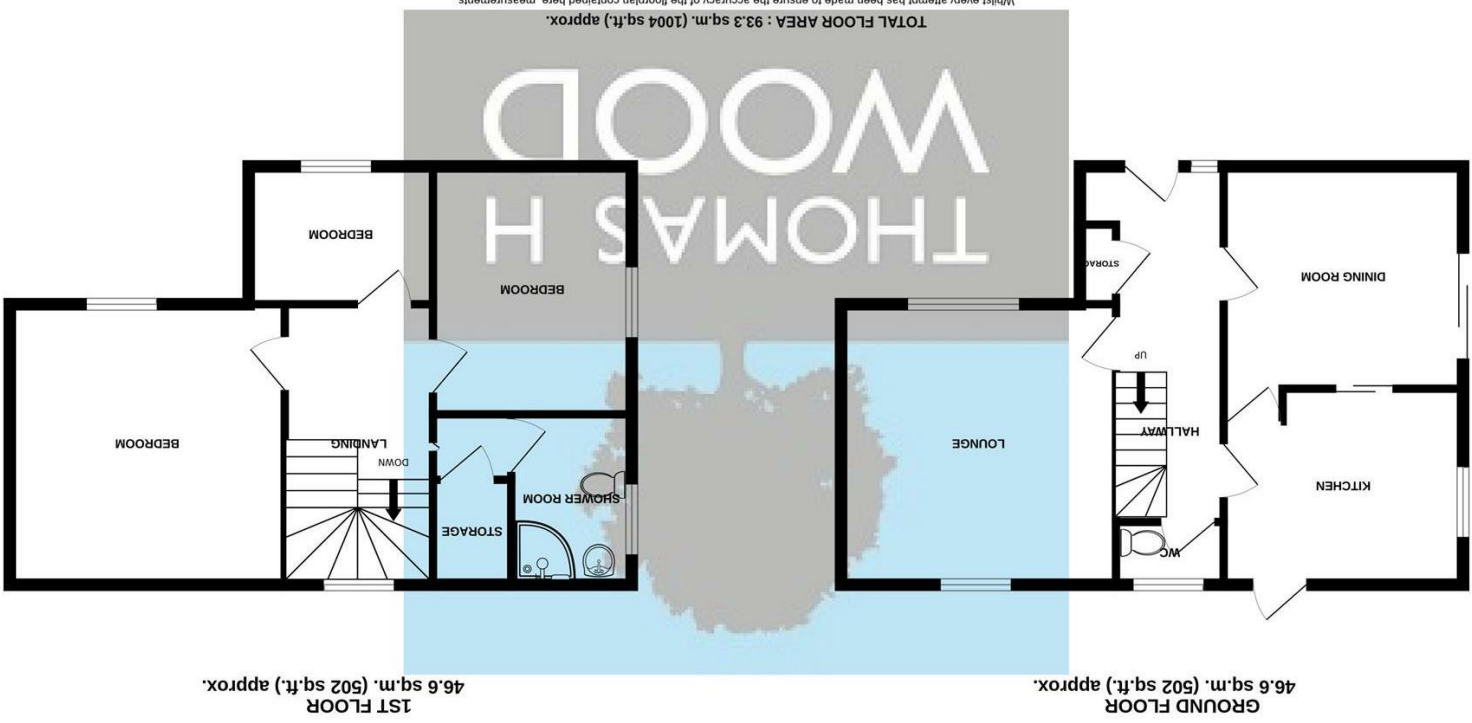 GROUND FLOOR
46.6 sq.m. (502 sq.ft.) approx.
WC
KITCHEN
HALLWAY
LOUNGE
UP
DINING ROOM
STORAGE
1ST FLOOR
46.6 sq.m. (502 sq.ft.) approx.
STORAGE
SHOWER ROOM
DOWN
LANDING
BEDROOM
BEDROOM
BEDROOM
THOMAS H
WOOD
TOTAL FLOOR AREA : 93.3 sq.m. (1004 sq.ft.) approx.
Whilst every attempt has been made to ensure the accuracy of the floorplan contained here, measurements